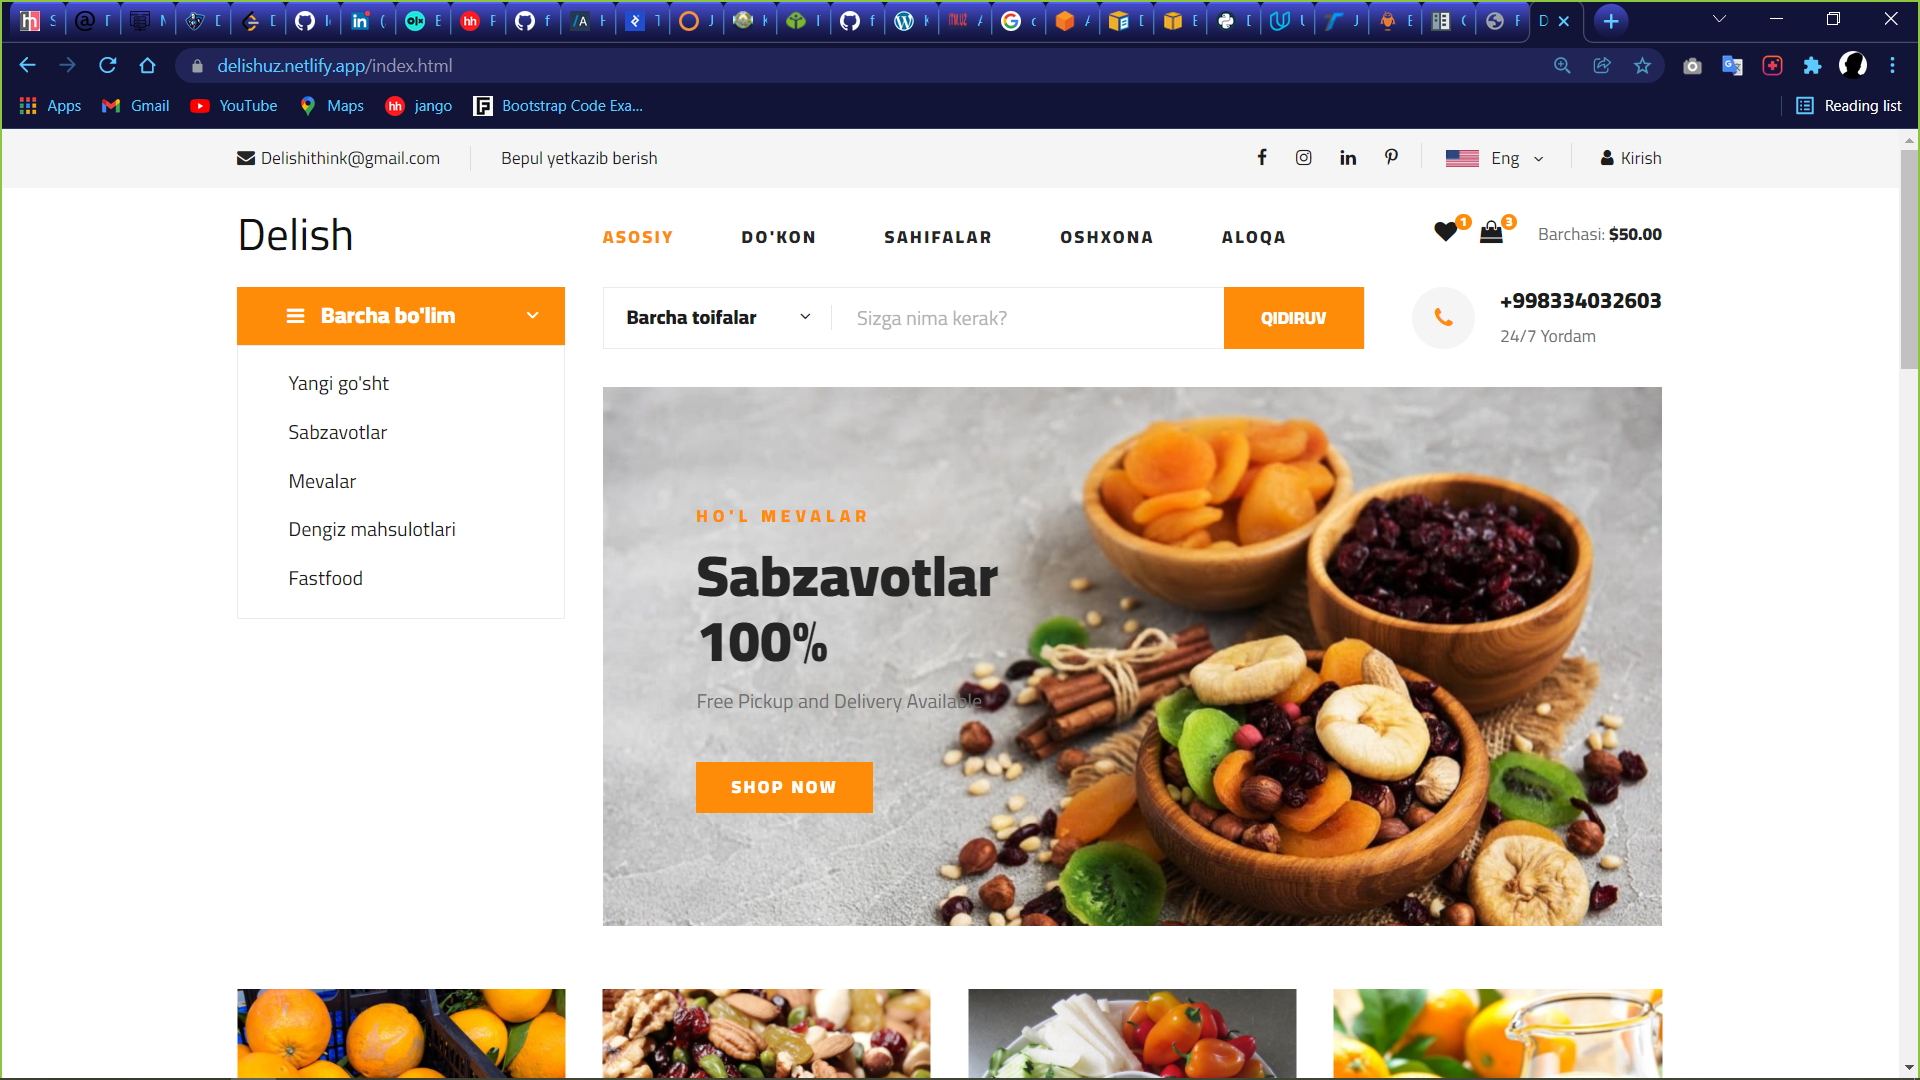 delishuz.netlify.app/index.html
Apps Gmail YouTube Maps jango Bootstrap Code Exa... Reading list
Delishithink@gmail.com Bepul yetkazib berish Eng Kirish
Delish ASOSIY DO'KON SAHIFALAR OSHXONA ALOQA 1 3 Barchasi: $50.00
Barcha bo'lim Barcha toifalar Sizga nima kerak? QIDIRUV +998334032603
24/7 Yordam
Yangi go'sht
Sabzavotlar
Mevalar
Dengiz mahsulotlari
Fastfood
HO'L MEVALAR
Sabzavotlar
100%
Free Pickup and Delivery Available
SHOP NOW